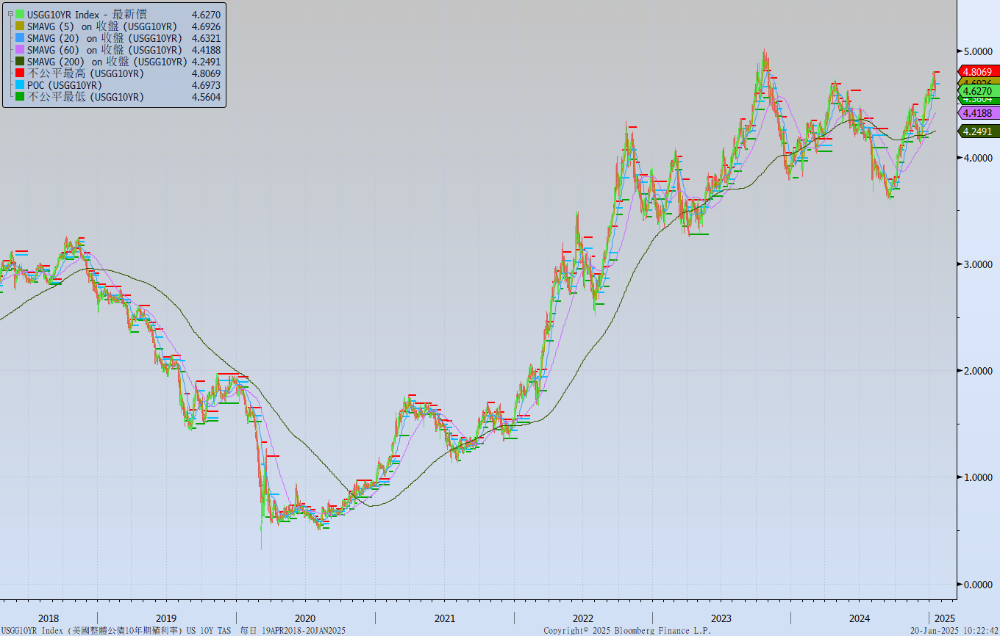 USGG10YR Index - 最新價 4.6270
SMAVG (5) on 收盤 (USGG10YR) 4.6926
SMAVG (20) on 收盤 (USGG10YR) 4.6321
SMAVG (60) on 收盤 (USGG10YR) 4.4188
SMAVG (200) on 收盤 (USGG10YR) 4.2491
不公平最高 (USGG10YR) 4.8069
POC (USGG10YR) 4.6973
不公平最低 (USGG10YR) 4.5604
5.0000
4.8069
4.6926
4.6270
4.5604
4.4188
4.2491
4.0000
3.0000
2.0000
1.0000
0.0000
2018 2019 2020 2021 2022 2023 2024 2025
USGG10YR Index (美國整體公債10年期殖利率) US 10Y TAS 每日 19APR2018-20JAN2025 Copyright© 2025 Bloomberg Finance L.P. 20-Jan-2025 10:22:42